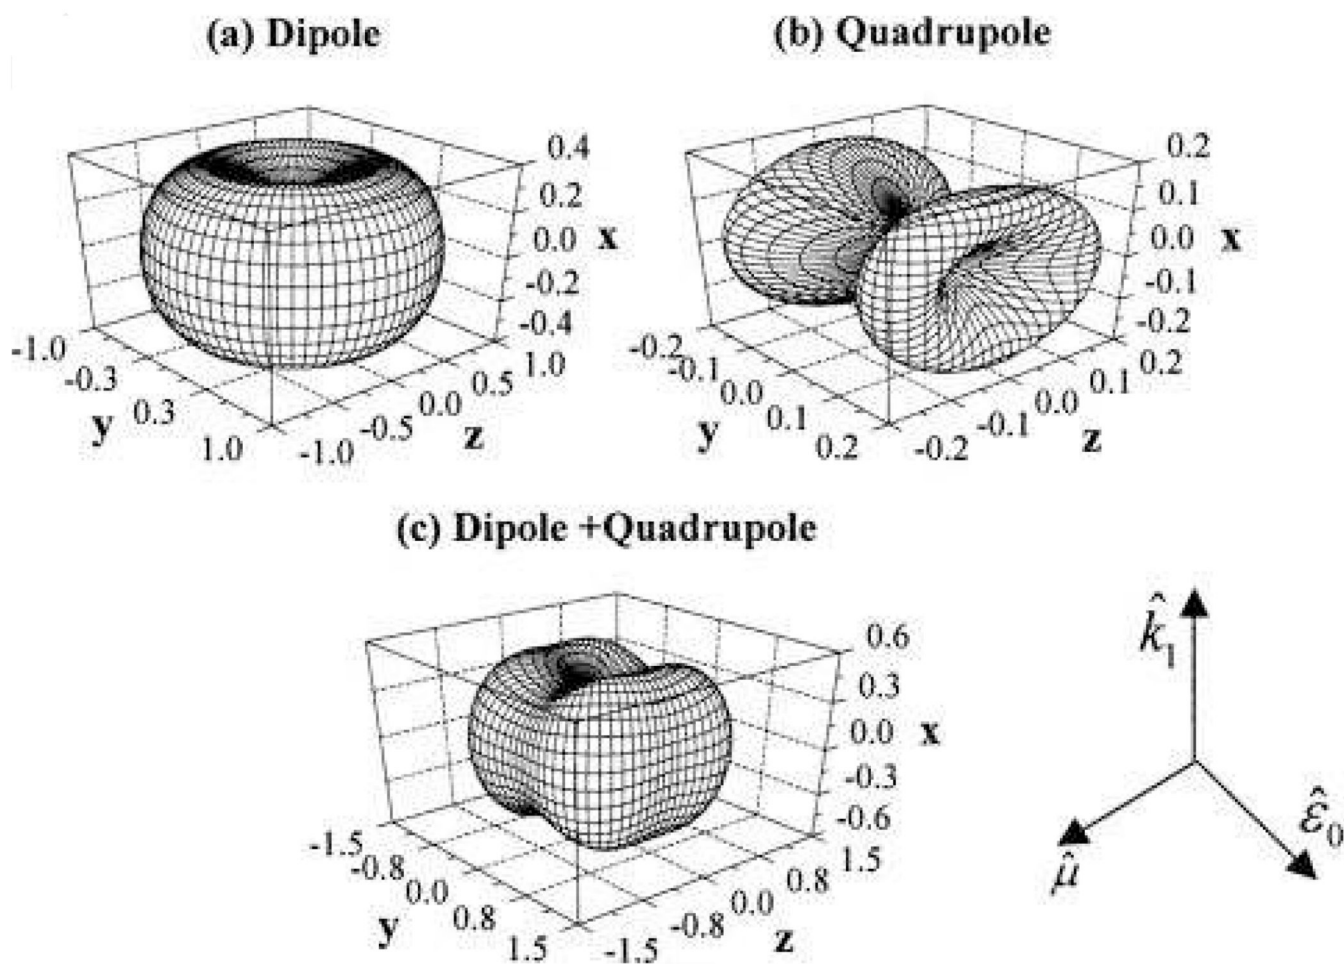 (a) Dipole
(b) Quadrupole
0.4
0.2
0.0
-0.2
-0.4
x
-1.0
-0.3
0.3
1.0
y
-1.0
-0.5
0.0
0.5
1.0
z
0.2
0.1
0.0
-0.1
-0.2
x
-0.2
-0.1
0.0
0.1
0.2
y
-0.2
-0.1
0.0
0.1
0.2
z
(c) Dipole +Quadrupole
0.6
0.3
0.0
-0.3
-0.6
x
-1.5
-0.8
0.0
0.8
1.5
y
-1.5
-0.8
0.0
0.8
1.5
z
k̂₁
μ̂
ε̂₀